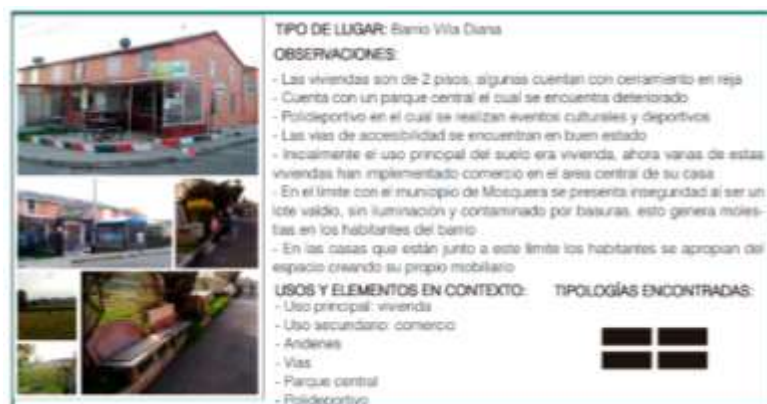 TIPO DE LUGAR: Barrio Villa Diana
OBSERVACIONES:
- Las viviendas son de 2 pisos, algunas cuentan con cerramiento en reja
- Cuenta con un parque central el cual se encuentra deteriorado
- Polideportivo en el cual se realizan eventos culturales y deportivos
- Las vias de accesibilidad se encuentran en buen estado
- Inicialmente el uso principal del suelo era vivienda, ahora varias de estas
viviendas han implementado comercio en el área central de su casa
- En el límite con el municipio de Mosquera se presenta inseguridad al ser un
lote valdío, sin iluminación y contaminado por basuras, esto genera moles-
tias en los habitantes del barrio
- En las casas que están junto a este límite los habitantes se apropian del
espacio creando su propio mobiliario
USOS Y ELEMENTOS EN CONTEXTO: TIPOLOGÍAS ENCONTRADAS:
- Uso principal: vivienda
- Uso secundario: comercio
- Andenes
- Vias
- Parque central
- Polideportivo